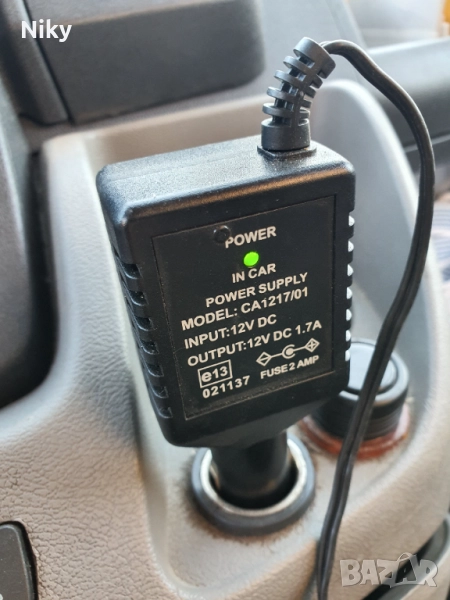 Niky
POWER
IN CAR
POWER SUPPLY
MODEL: CA1217/01
INPUT:12V DC
OUTPUT:12V DC 1.7A
e13
021137 FUSE 2 AMP
BAZAR